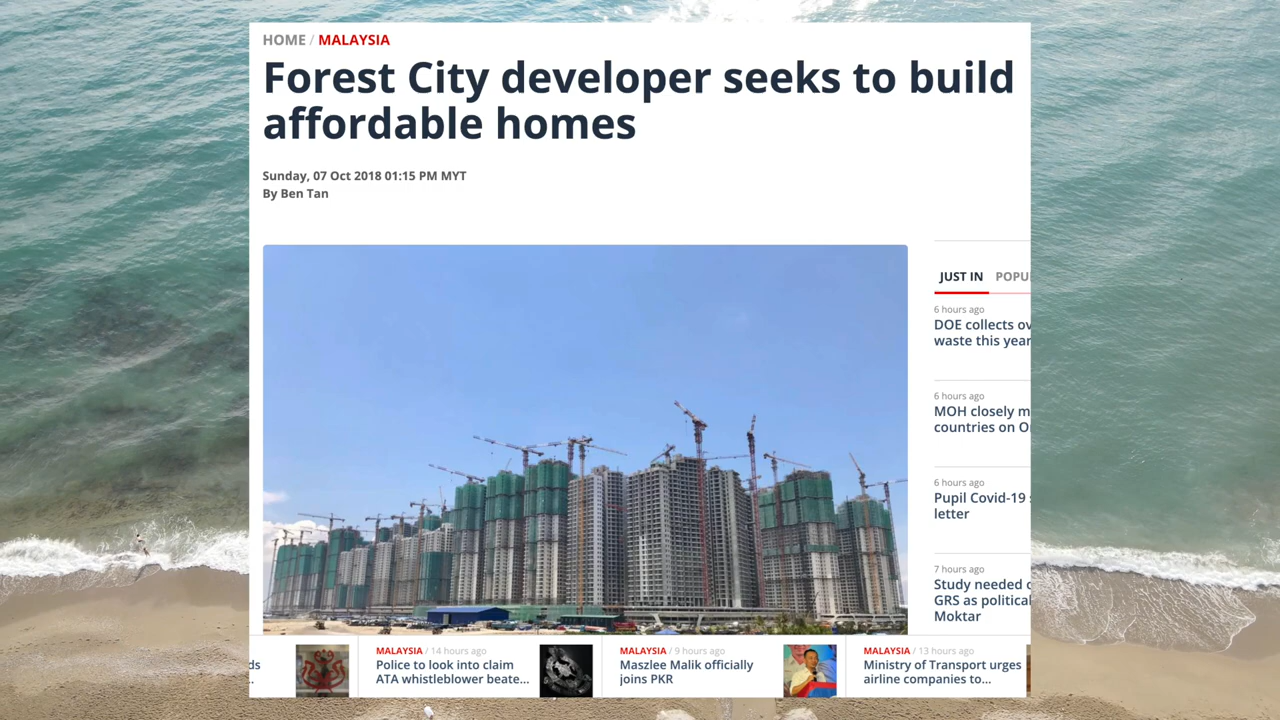 HOME / MALAYSIA
Forest City developer seeks to build
affordable homes
Sunday, 07 Oct 2018 01:15 PM MYT
By Ben Tan
JUST IN POPU
6 hours ago
DOE collects ov
waste this year
6 hours ago
MOH closely m
countries on O
6 hours ago
Pupil Covid-19
letter
7 hours ago
Study needed
GRS as political
Moktar
ds
...
MALAYSIA / 14 hours ago
Police to look into claim
ATA whistleblower beate...
MALAYSIA / 9 hours ago
Maszlee Malik officially
joins PKR
MALAYSIA / 13 hours ago
Ministry of Transport urges
airline companies to...